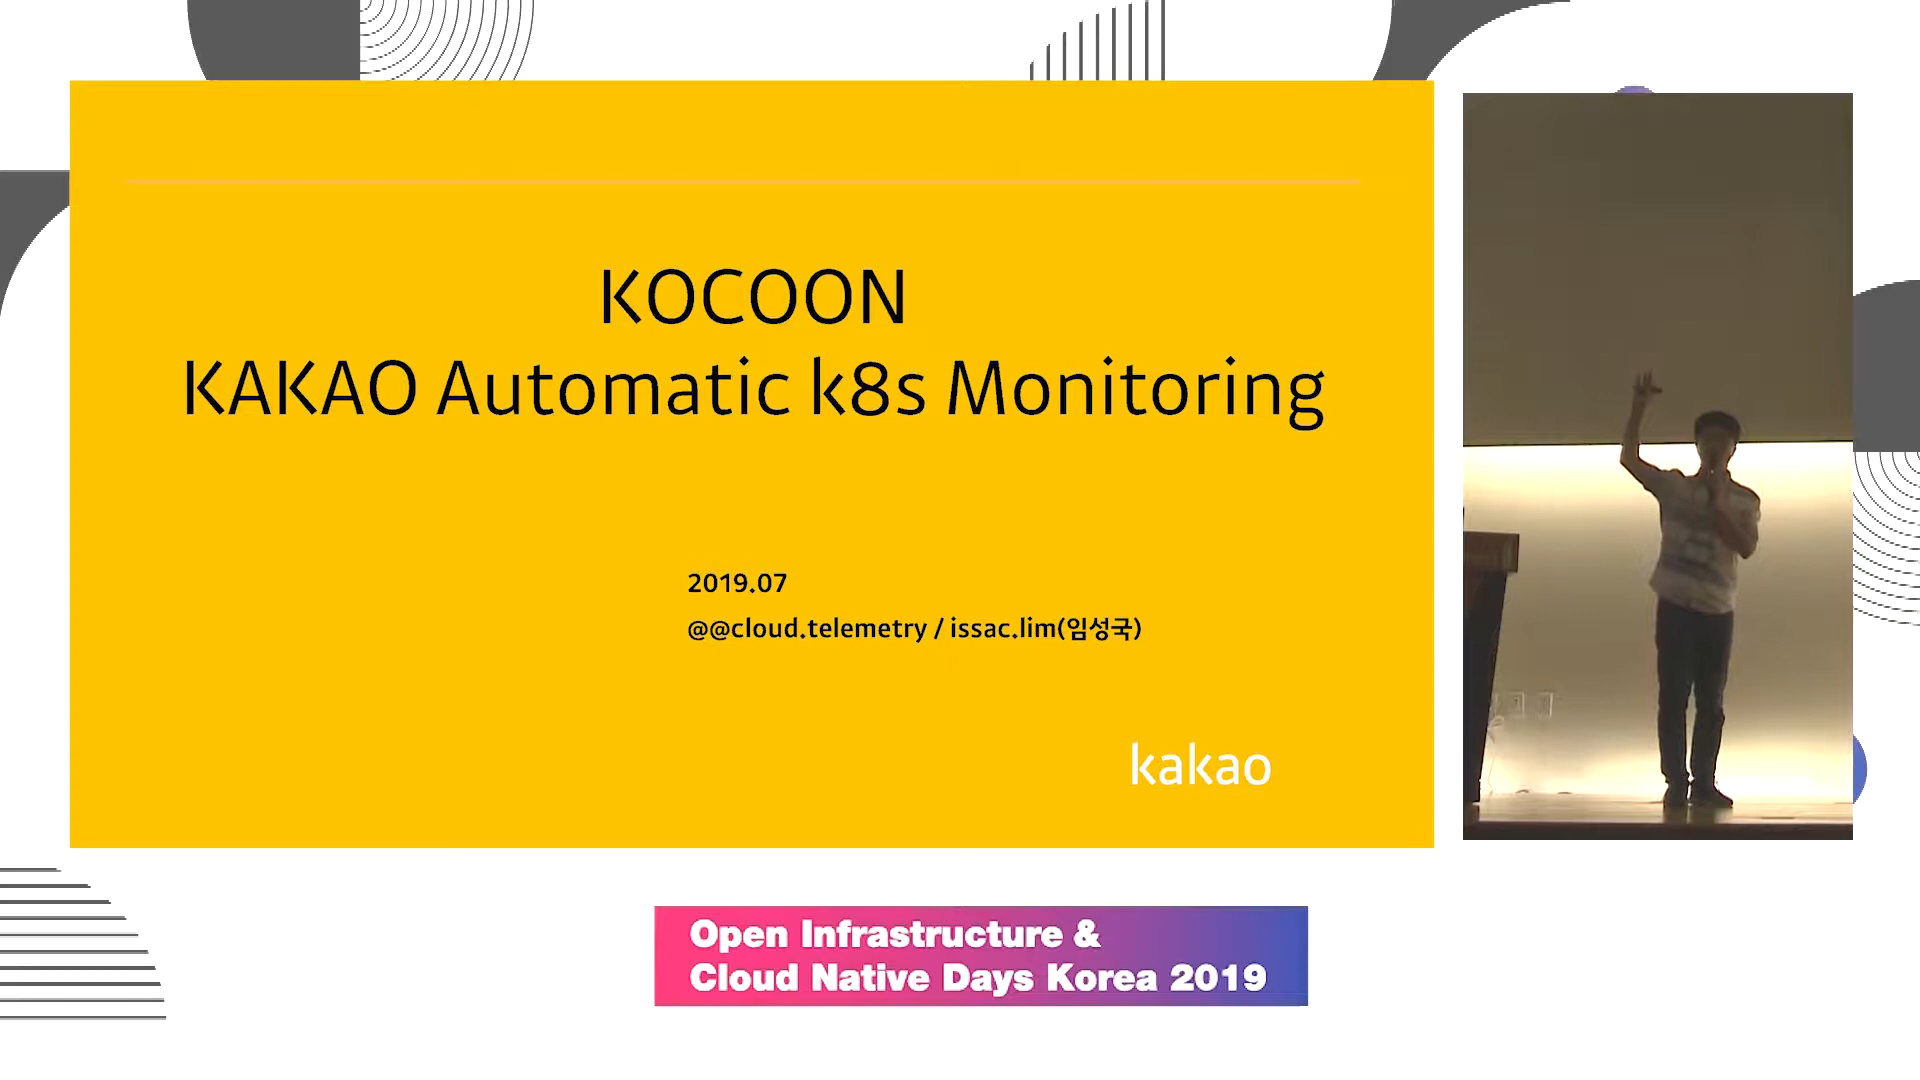 KOCOON
KAKAO Automatic k8s Monitoring
2019.07
@@cloud.telemetry / issac.lim(임성국)
kakao
Open Infrastructure &
Cloud Native Days Korea 2019